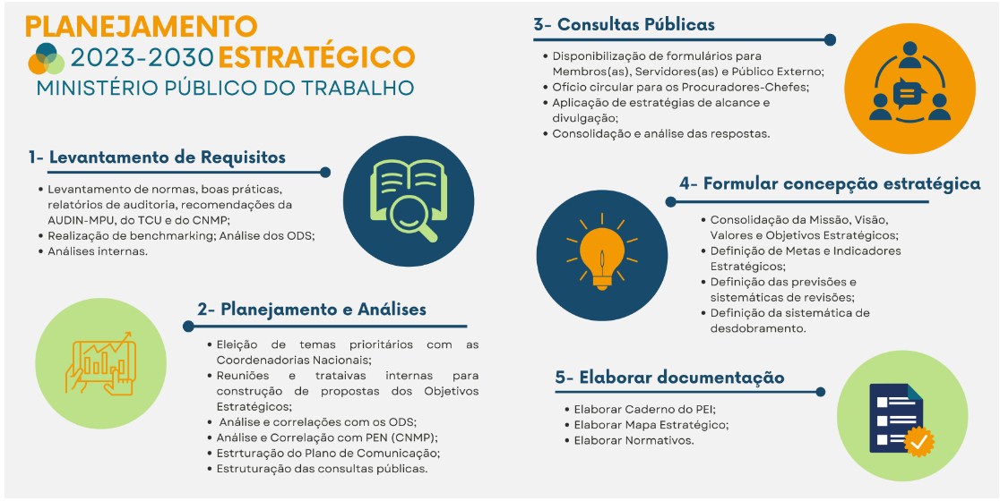 PLANEJAMENTO
2023-2030 ESTRATÉGICO
MINISTÉRIO PÚBLICO DO TRABALHO
1- Levantamento de Requisitos
• Levantamento de normas, boas práticas,
relatórios de auditoria, recomendações da
AUDIN-MPU, do TCU e do CNMP;
• Realização de benchmarking; Análise dos ODS;
• Análises internas.
2- Planejamento e Análises
• Eleição de temas prioritários com as
Coordenadorias Nacionais;
• Reuniões e trataivas internas para
construção de propostas dos Objetivos
Estratégicos;
• Análise e correlações com os ODS;
• Análise e Correlação com PEN (CNMP);
• Estrturação do Plano de Comunicação;
• Estruturação das consultas públicas.
3- Consultas Públicas
• Disponibilização de formulários para
Membros(as), Servidores(as) e Público Externo;
• Ofício circular para os Procuradores-Chefes;
• Aplicação de estratégias de alcance e
divulgação;
• Consolidação e análise das respostas.
4- Formular concepção estratégica
• Consolidação da Missão, Visão,
Valores e Objetivos Estratégicos;
• Definição de Metas e Indicadores
Estratégicos;
• Definição das previsões e
sistemáticas de revisões;
• Definição da sistemática de
desdobramento.
5- Elaborar documentação
• Elaborar Caderno do PEI;
• Elaborar Mapa Estratégico;
• Elaborar Normativos.